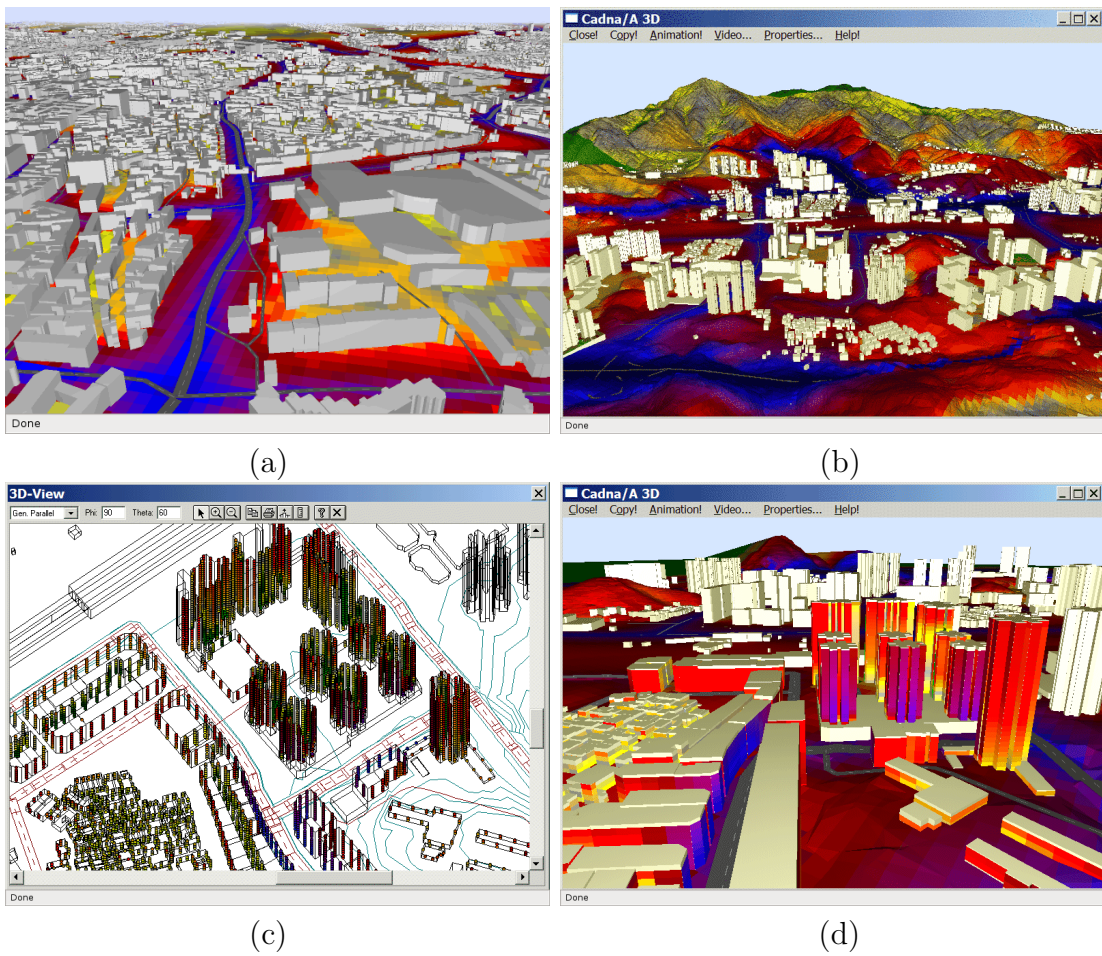 Done
(a)
Cadna/A 3D
Close! Copy! Animation! Video... Properties... Help!
Done
(b)
3D-View
Gen. Parallel Phi: 90 Theta: 60
Done
(c)
Cadna/A 3D
Close! Copy! Animation! Video... Properties... Help!
Done
(d)